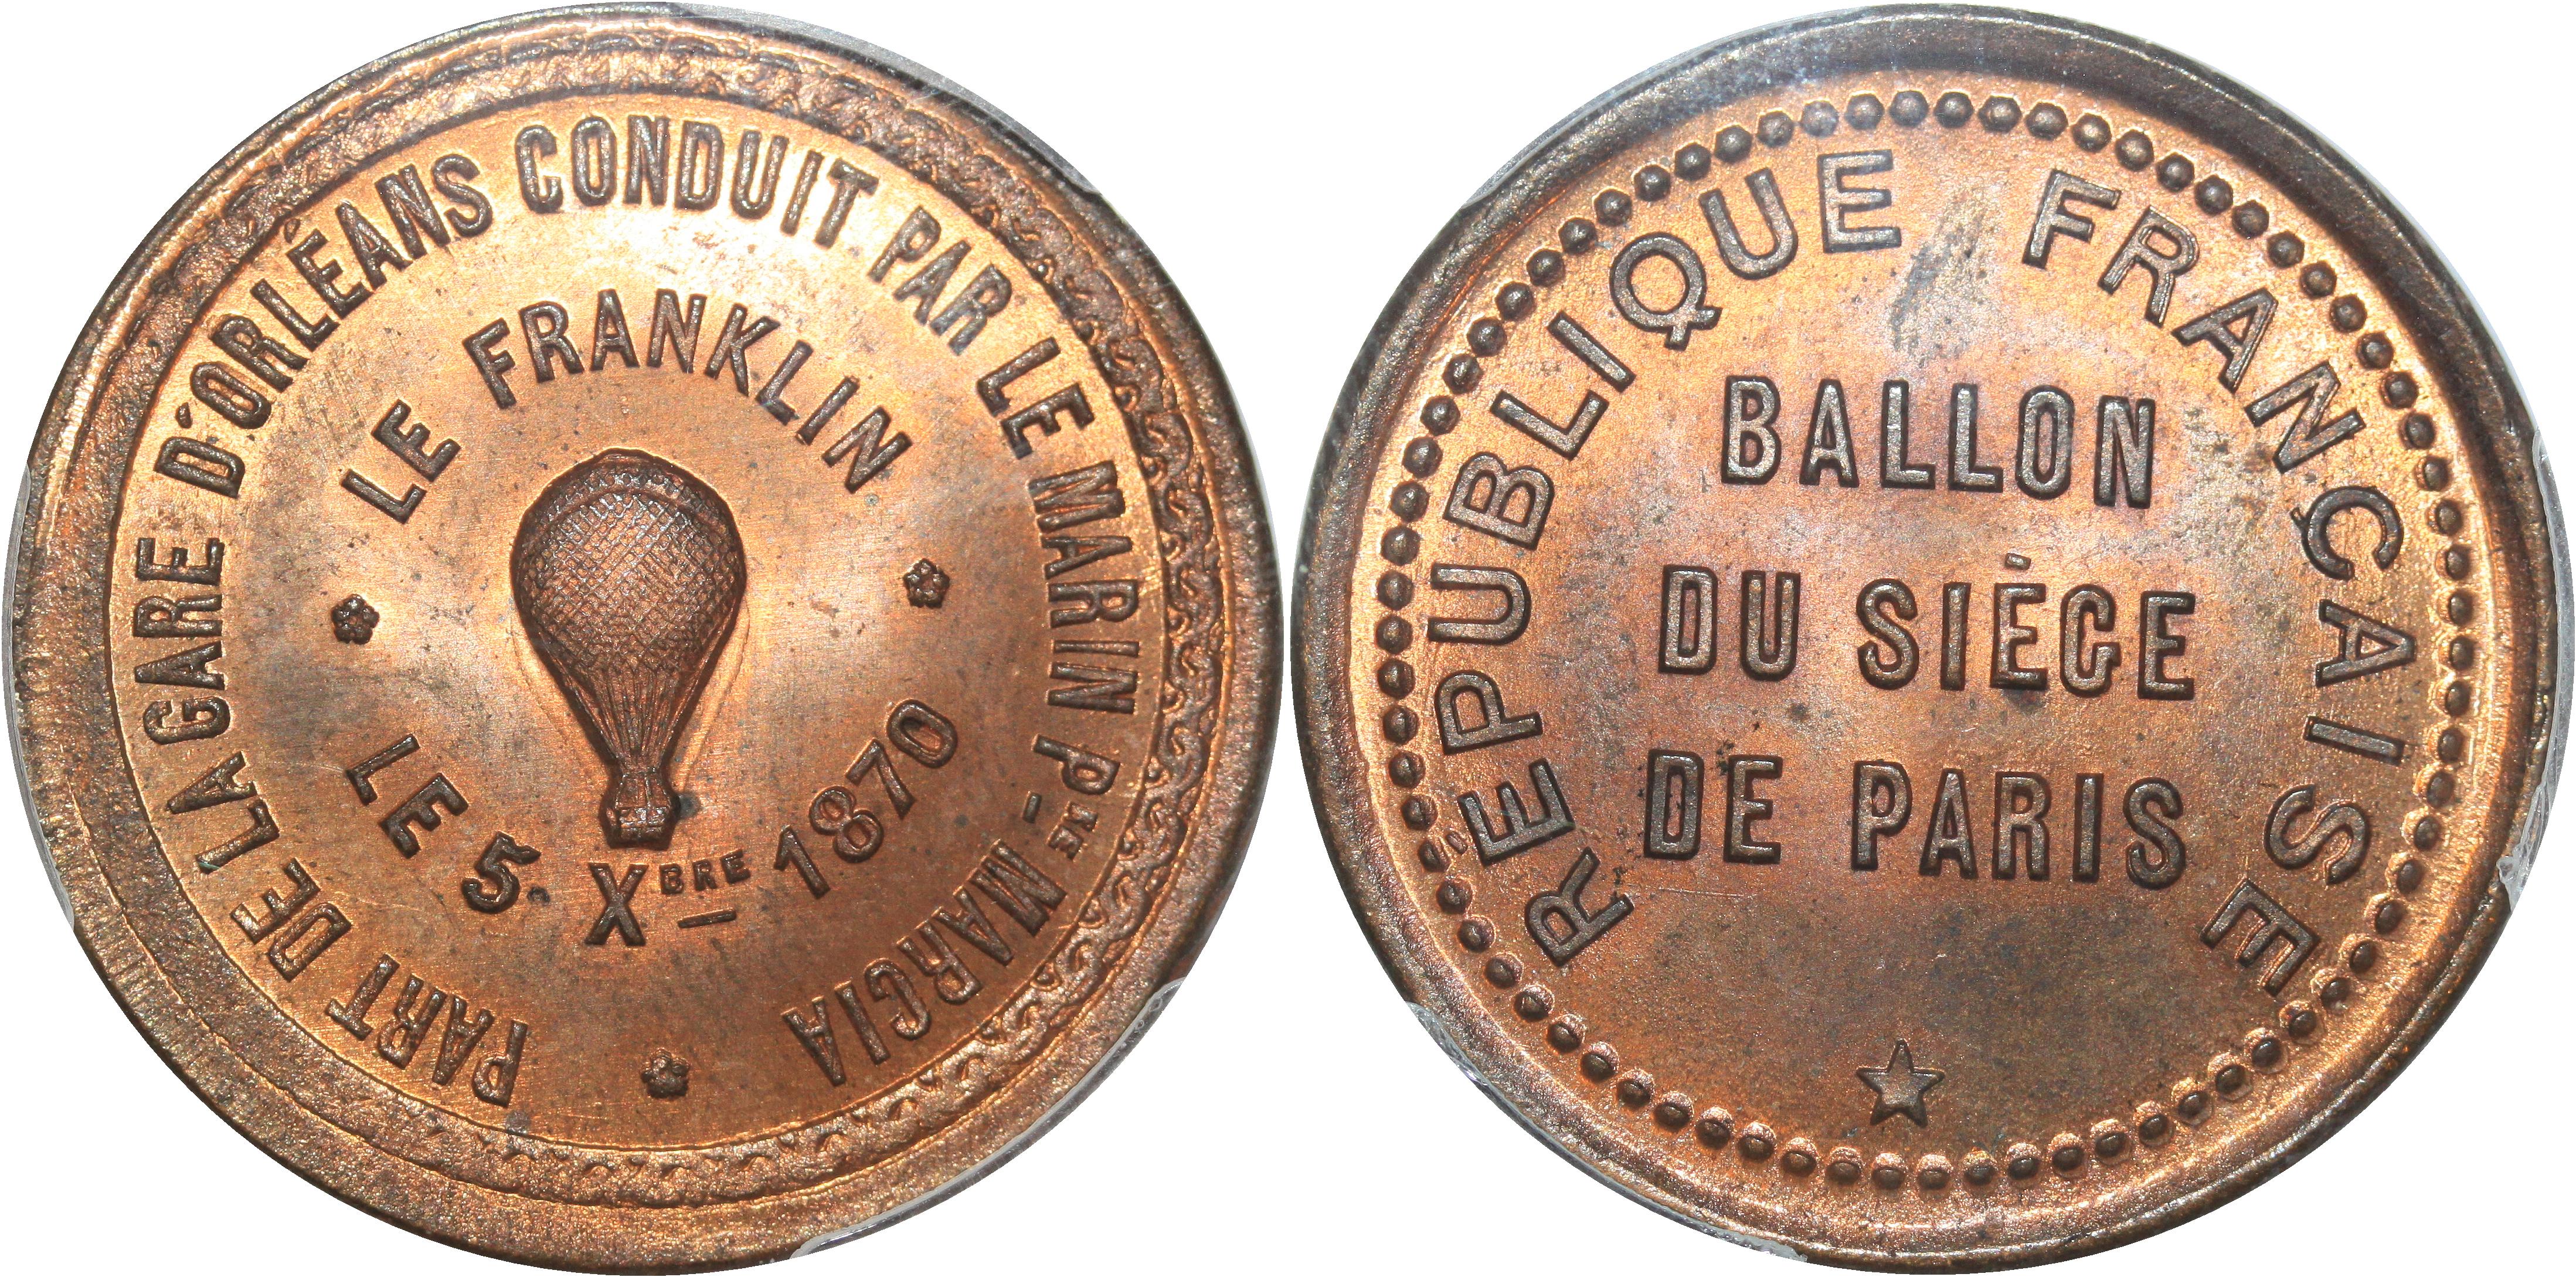 PART DE LA GARE D'ORLÉANS CONDUIT PAR LE MARIN PRE MARCIA
LE FRANKLIN
LE 5 XBRE 1870
RÉPUBLIQUE FRANÇAISE
BALLON
DU SIÈGE
DE PARIS